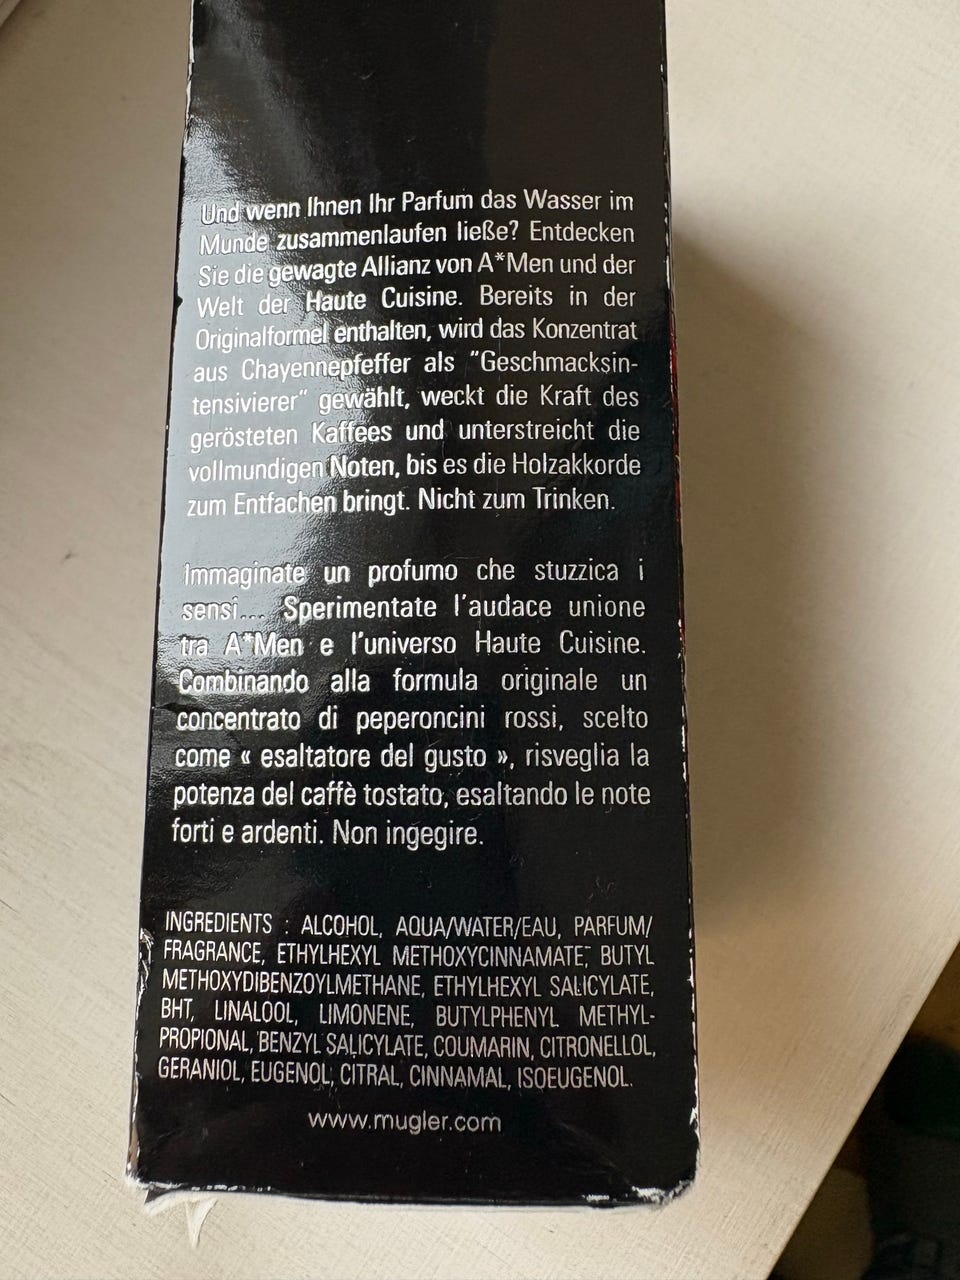 Und wenn Ihnen Ihr Parfum das Wasser im
Munde zusammenlaufen ließe? Entdecken
Sie die gewagte Allianz von A*Men und der
Welt der Haute Cuisine. Bereits in der
Originalformel enthalten, wird das Konzentrat
aus Chayennepfeffer als "Geschmacksin-
tensivierer" gewählt, weckt die Kraft des
gerösteten Kaffees und unterstreicht die
vollmundigen Noten, bis es die Holzakkorde
zum Entfachen bringt. Nicht zum Trinken.
Immaginate un profumo che stuzzica i
sensi... Sperimentate l'audace unione
tra A*Men e l'universo Haute Cuisine.
Combinando alla formula originale un
concentrato di peperoncini rossi, scelto
come « esaltatore del gusto », risveglia la
potenza del caffè tostato, esaltando le note
forti e ardenti. Non ingegire.
INGREDIENTS : ALCOHOL, AQUA/WATER/EAU, PARFUM/
FRAGRANCE, ETHYLHEXYL METHOXYCINNAMATE, BUTYL
METHOXYDIBENZOYLMETHANE, ETHYLHEXYL SALICYLATE,
BHT, LINALOOL, LIMONENE, BUTYLPHENYL METHYL-
PROPIONAL, BENZYL SALICYLATE, COUMARIN, CITRONELLOL,
GERANIOL, EUGENOL, CITRAL, CINNAMAL, ISOEUGENOL.
www.mugler.com